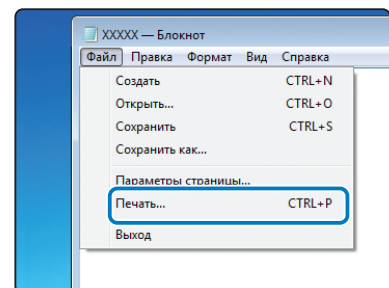 XXXXX — Блокнот
Файл Правка Формат Вид Справка
Создать CTRL+N
Открыть... CTRL+O
Сохранить CTRL+S
Сохранить как...
Параметры страницы...
Печать... CTRL+P
Выход